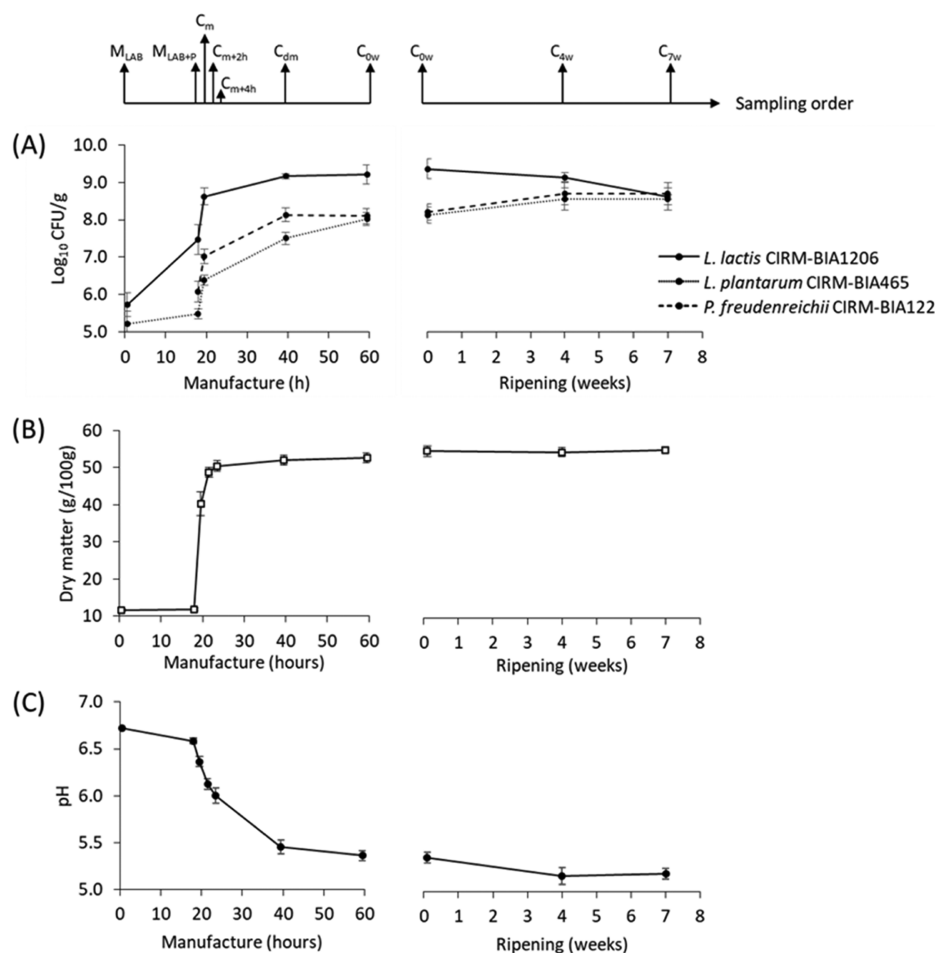 M_LAB M_LAB+P C_m C_m+2h C_m+4h C_dm C_0w C_0w C_4w C_7w
Sampling order
(A)
Log10 CFU/g
10.0
9.0
8.0
7.0
6.0
5.0
0 10 20 30 40 50 60
Manufacture (h)
0 1 2 3 4 5 6 7 8
Ripening (weeks)
L. lactis CIRM-BIA1206
L. plantarum CIRM-BIA465
P. freudenreichii CIRM-BIA122
(B)
Dry matter (g/100g)
60
50
40
30
20
10
0 10 20 30 40 50 60
Manufacture (hours)
0 1 2 3 4 5 6 7 8
Ripening (weeks)
(C)
pH
7.0
6.5
6.0
5.5
5.0
0 10 20 30 40 50 60
Manufacture (hours)
0 1 2 3 4 5 6 7 8
Ripening (weeks)